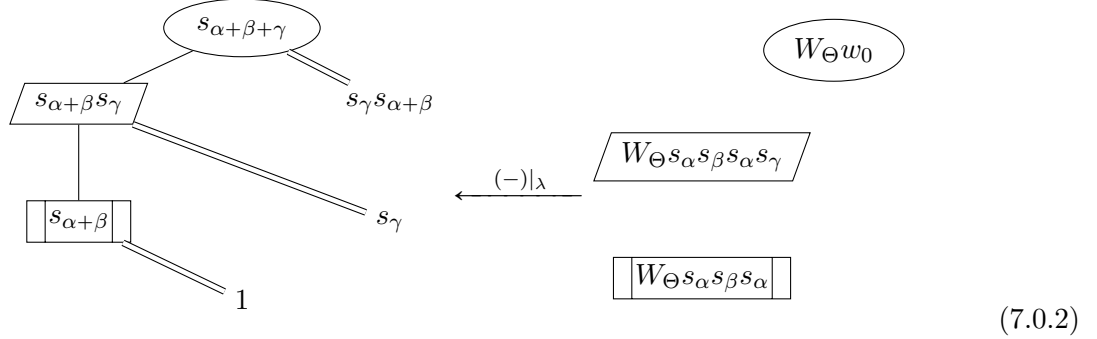 s_{α+β+γ}
W_Θ w_0
s_{α+β}s_γ
s_γ s_{α+β}
W_Θ s_α s_β s_α s_γ
(−)|_λ
s_{α+β}
s_γ
W_Θ s_α s_β s_α
1
(7.0.2)